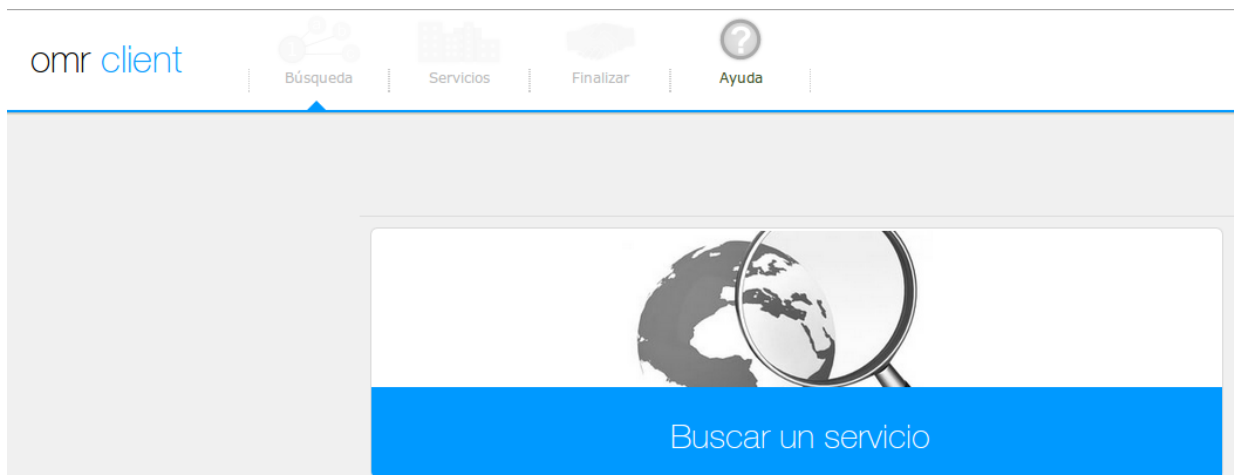 omr client
Búsqueda
Servicios
Finalizar
Ayuda
Buscar un servicio